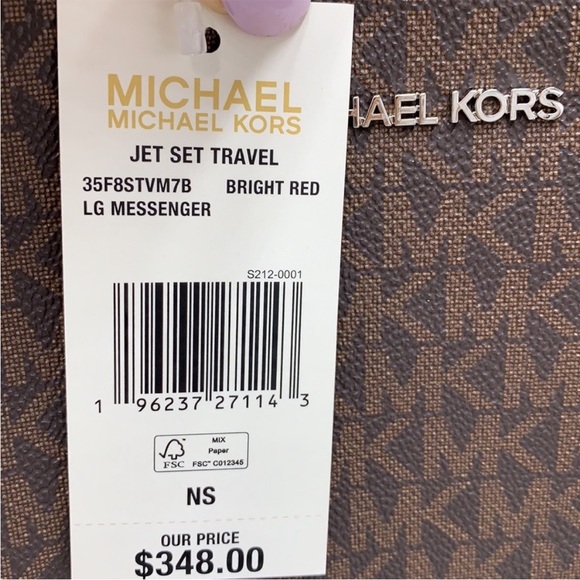 MICHAEL
MICHAEL KORS
JET SET TRAVEL
35F8STVM7B BRIGHT RED
LG MESSENGER
S212-0001
1 96237 27114 3
FSC
MIX
Paper
FSC™ C012345
NS
OUR PRICE
$348.00
HAEL KORS